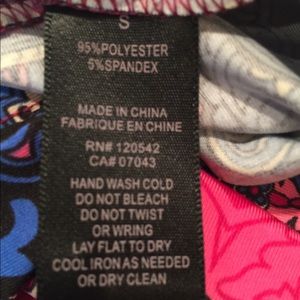 S
95%POLYESTER
5%SPANDEX
MADE IN CHINA
FABRIQUE EN CHINE
RN# 120542
CA# 07043
HAND WASH COLD
DO NOT BLEACH
DO NOT TWIST
OR WRING
LAY FLAT TO DRY
COOL IRON AS NEEDED
OR DRY CLEAN